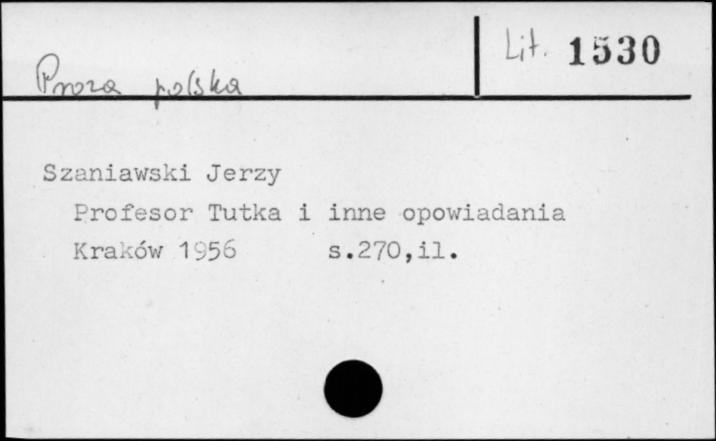 Lit. 1530
Proza polska
Szaniawski Jerzy
Profesor Tutka i inne opowiadania
Kraków 1956 s.270,il.